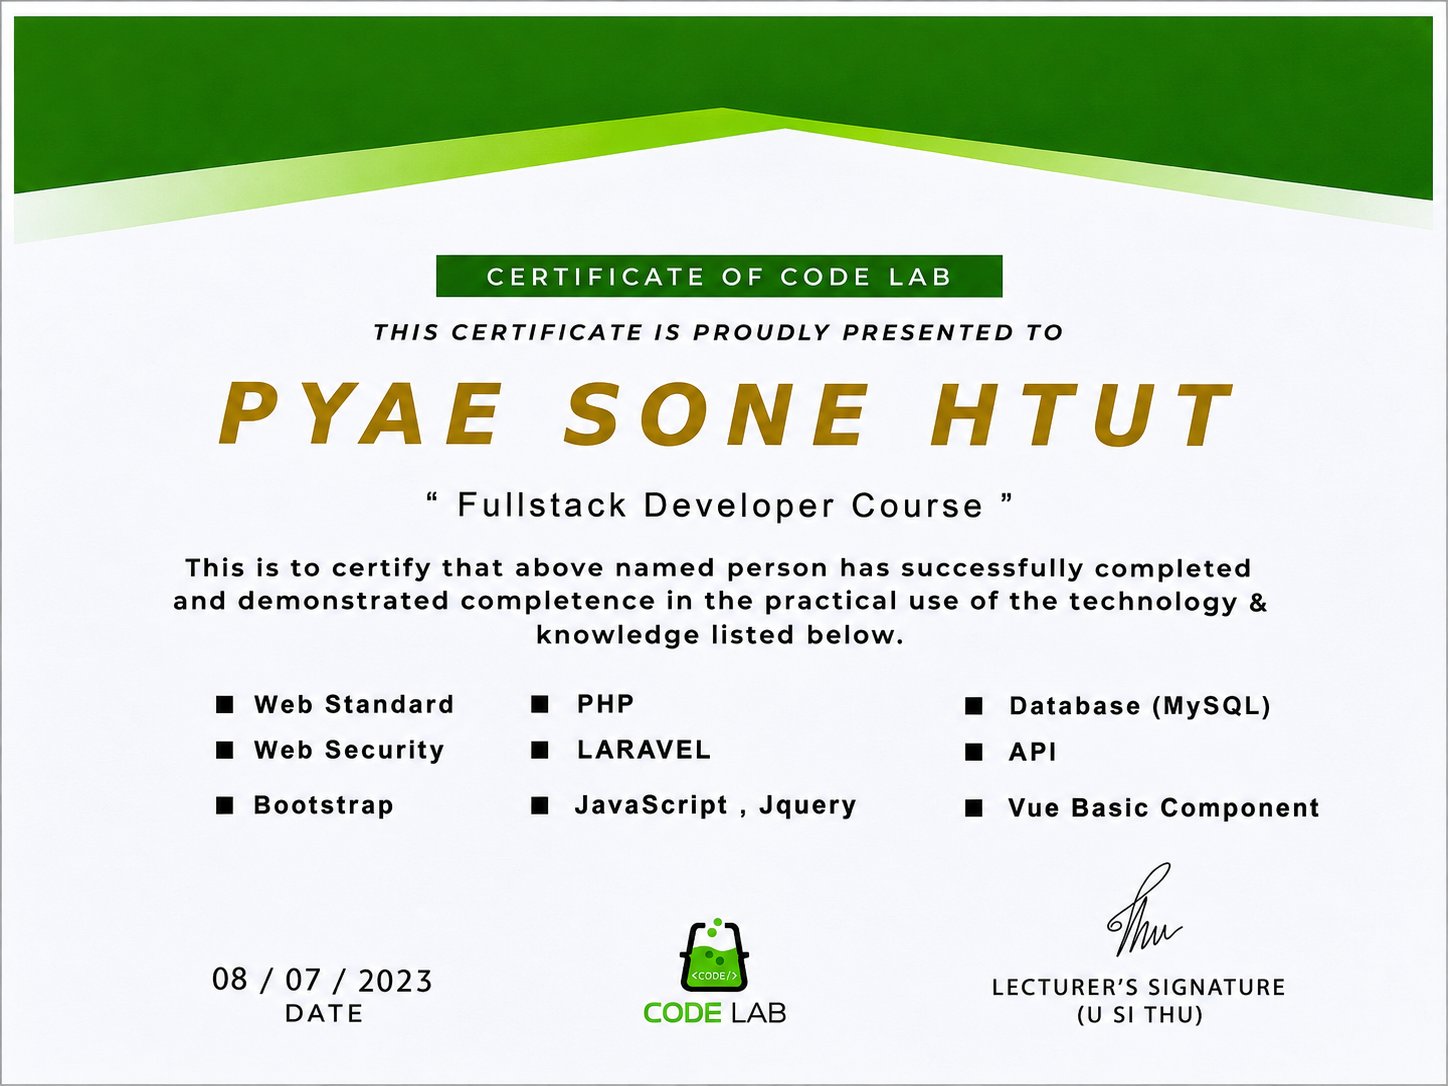 CERTIFICATE OF CODE LAB
THIS CERTIFICATE IS PROUDLY PRESENTED TO
PYAE SONE HTUT
“ Fullstack Developer Course ”
This is to certify that above named person has successfully completed
and demonstrated completence in the practical use of the technology &
knowledge listed below.
■ Web Standard ■ PHP ■ Database (MySQL)
■ Web Security ■ LARAVEL ■ API
■ Bootstrap ■ JavaScript , Jquery ■ Vue Basic Component
Thu
<CODE/>
CODE LAB
08 / 07 / 2023
DATE
LECTURER’S SIGNATURE
(U SI THU)